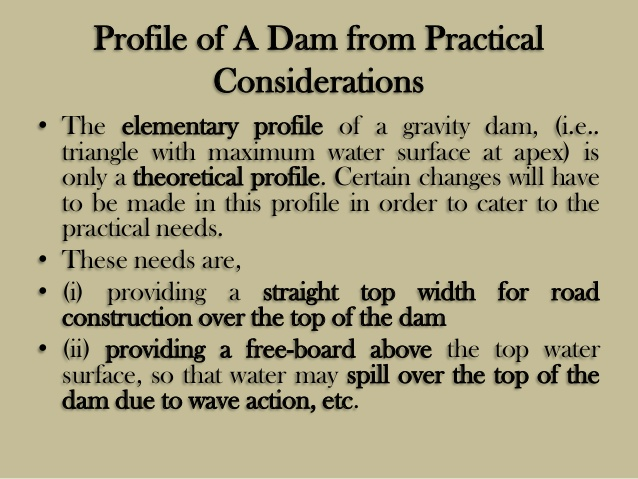 Profile of A Dam from Practical
Considerations
• The elementary profile of a gravity dam, (i.e..
triangle with maximum water surface at apex) is
only a theoretical profile. Certain changes will have
to be made in this profile in order to cater to the
practical needs.
• These needs are,
• (i) providing a straight top width for road
construction over the top of the dam
• (ii) providing a free-board above the top water
surface, so that water may spill over the top of the
dam due to wave action, etc.